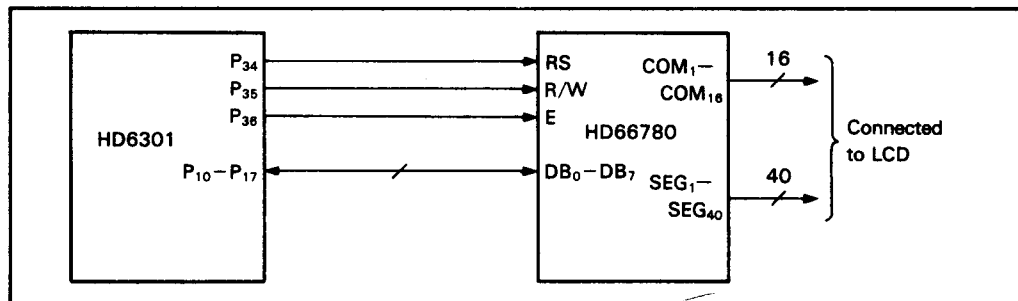 P34
P35
P36
HD6301
P10–P17
RS
R/W
E
HD66780
DB0–DB7
COM1–
COM16
SEG1–
SEG40
16
40
Connected
to LCD